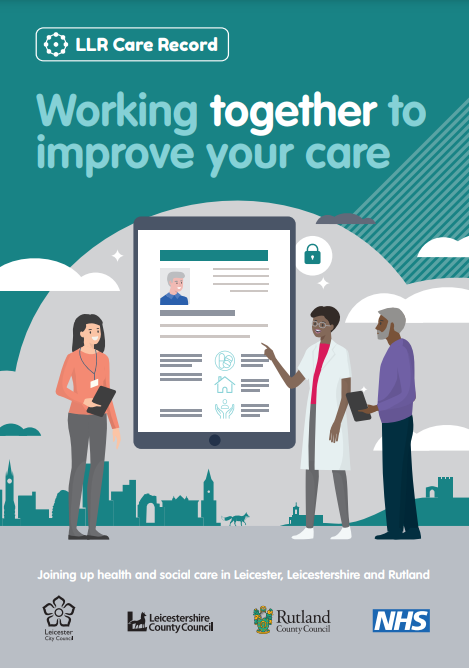 LLR Care Record
Working together to
improve your care
Joining up health and social care in Leicester, Leicestershire and Rutland
Leicester
City Council
Leicestershire
County Council
Rutland
County Council
NHS